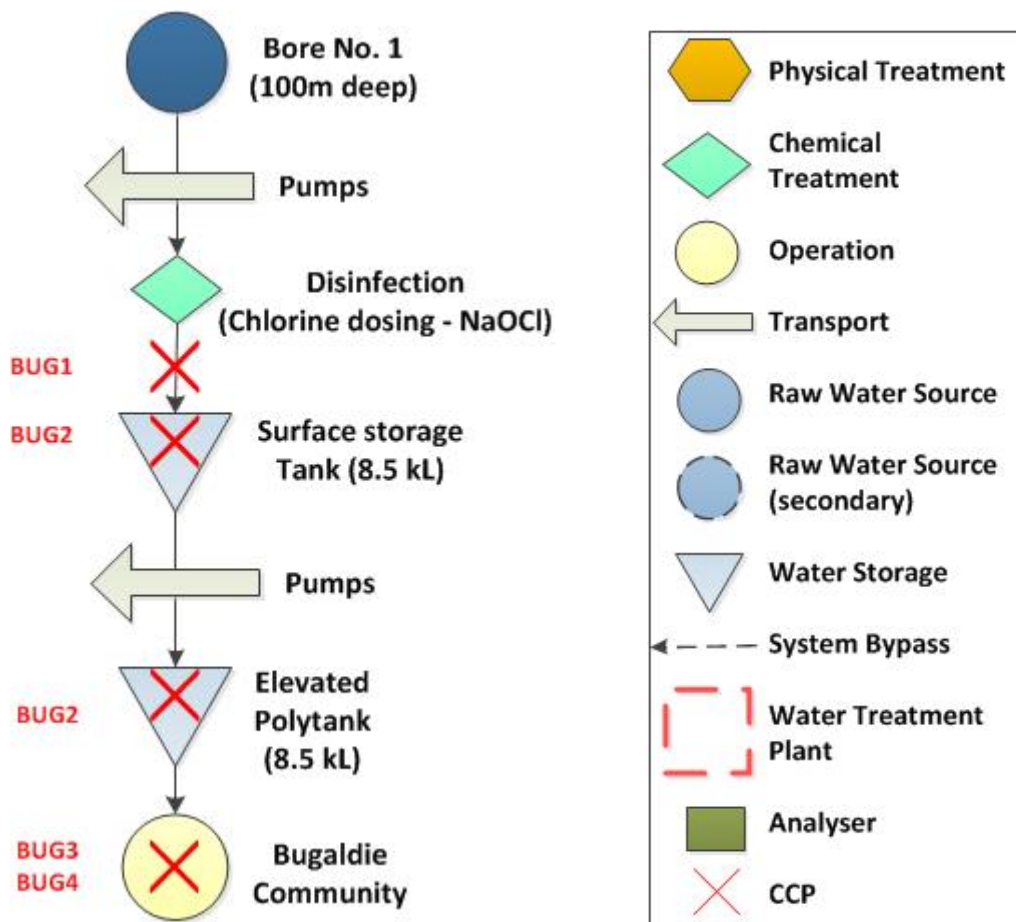 Bore No. 1
(100m deep)
Pumps
Disinfection
(Chlorine dosing - NaOCl)
BUG1
BUG2
Surface storage
Tank (8.5 kL)
Pumps
BUG2
Elevated
Polytank
(8.5 kL)
BUG3
BUG4
Bugaldie
Community
Physical Treatment
Chemical
Treatment
Operation
Transport
Raw Water Source
Raw Water Source
(secondary)
Water Storage
System Bypass
Water Treatment
Plant
Analyser
CCP